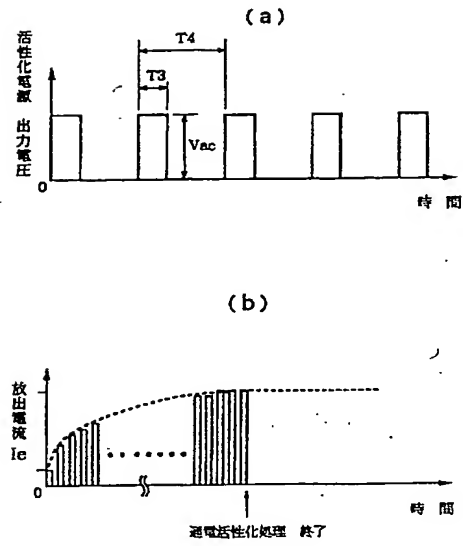 (a)
活性化電源 出力電圧
T4
T3
Vac
0
時 間
(b)
放出電流 Ie
0
時 間
通電活性化処理 終了